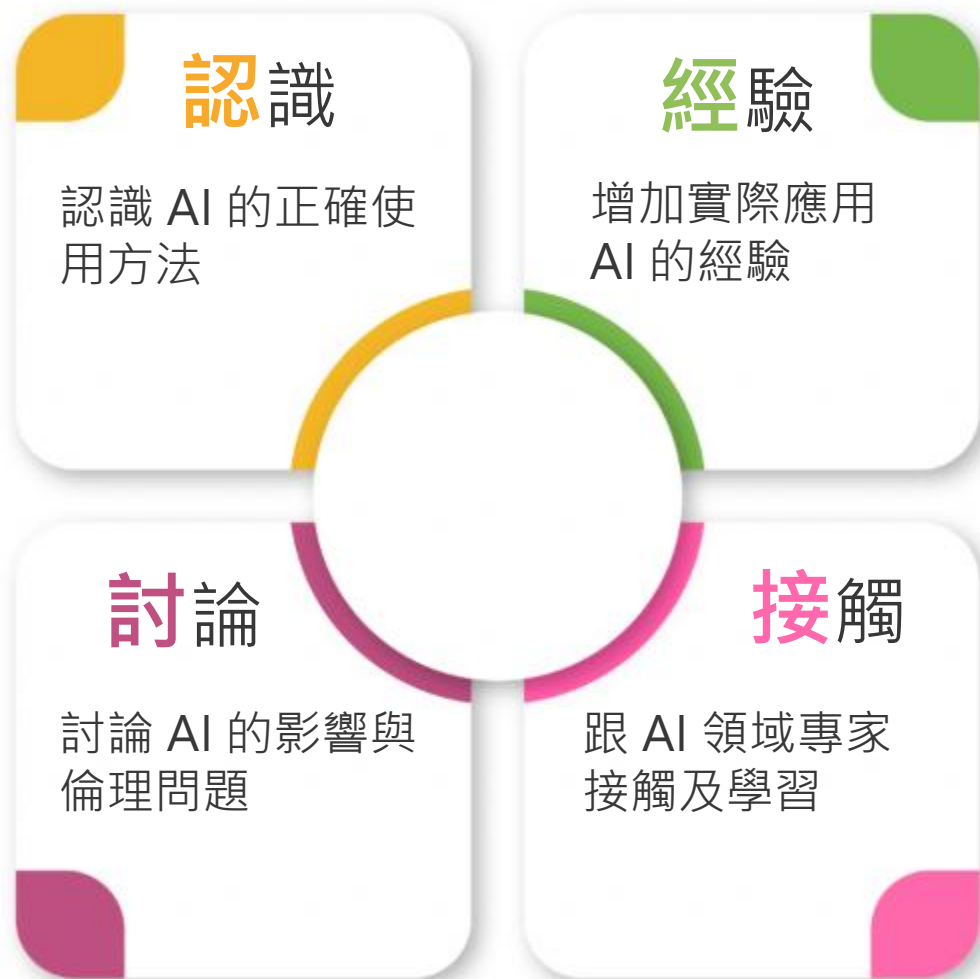 認識
認識 AI 的正確使
用方法
經驗
增加實際應用
AI 的經驗
討論
討論 AI 的影響與
倫理問題
接觸
跟 AI 領域專家
接觸及學習